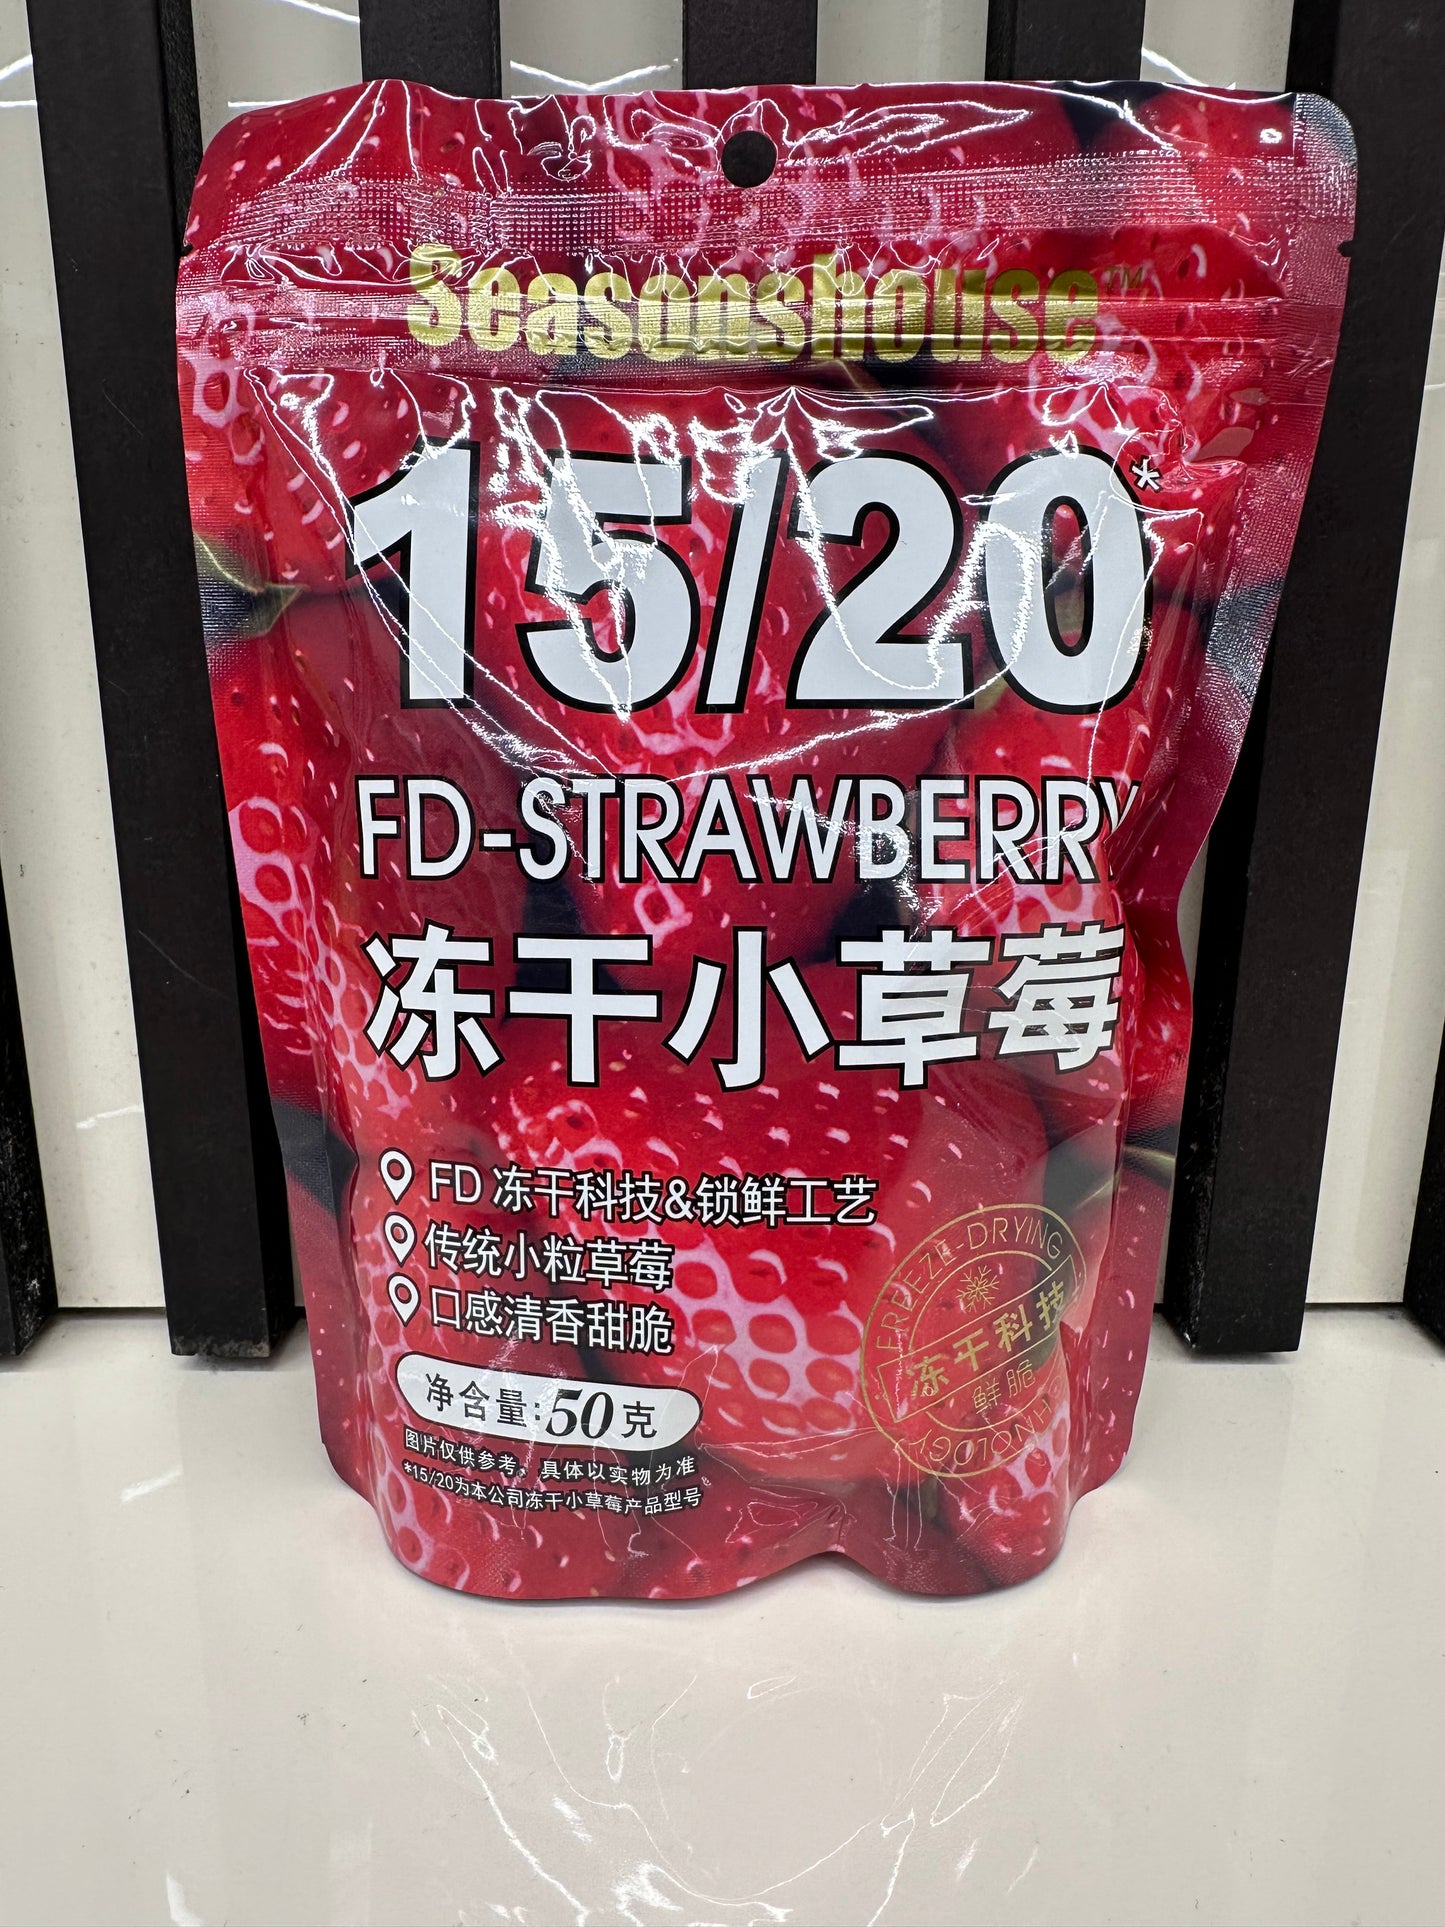 Seasonshouse™
15/20*
FD-STRAWBERRY
冻干小草莓
FD 冻干科技&锁鲜工艺
传统小粒草莓
口感清香甜脆
净含量:50克
图片仅供参考，具体以实物为准
*15/20为本公司冻干小草莓产品型号
FREEZE-DRYING
冻干科技
鲜脆
HNOLOGY